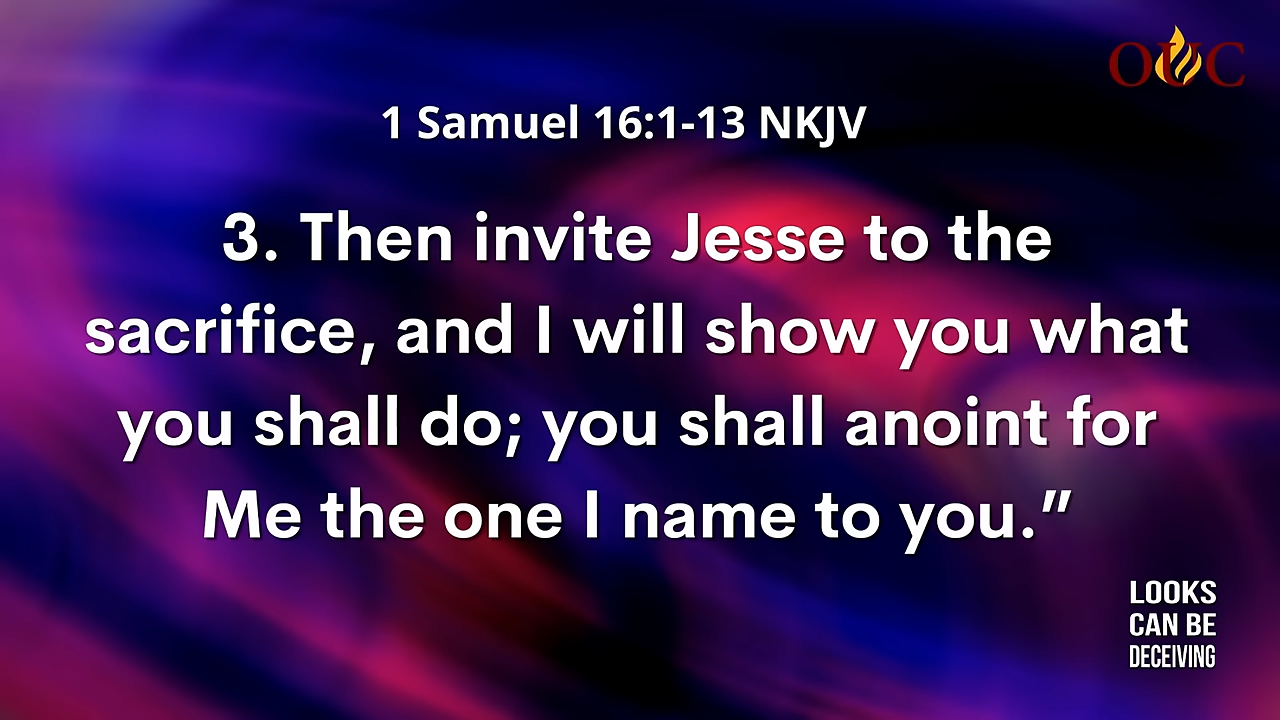 OUC
1 Samuel 16:1-13 NKJV
3. Then invite Jesse to the
sacrifice, and I will show you what
you shall do; you shall anoint for
Me the one I name to you.”
LOOKS
CAN BE
DECEIVING